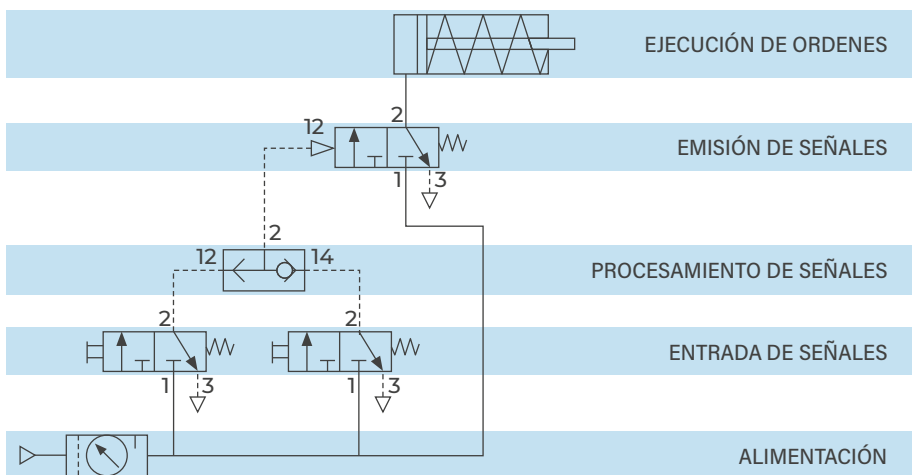 EJECUCIÓN DE ORDENES
2
12
EMISIÓN DE SEÑALES
1 3
2
12 14
PROCESAMIENTO DE SEÑALES
2 2
ENTRADA DE SEÑALES
1 3 1 3
ALIMENTACIÓN